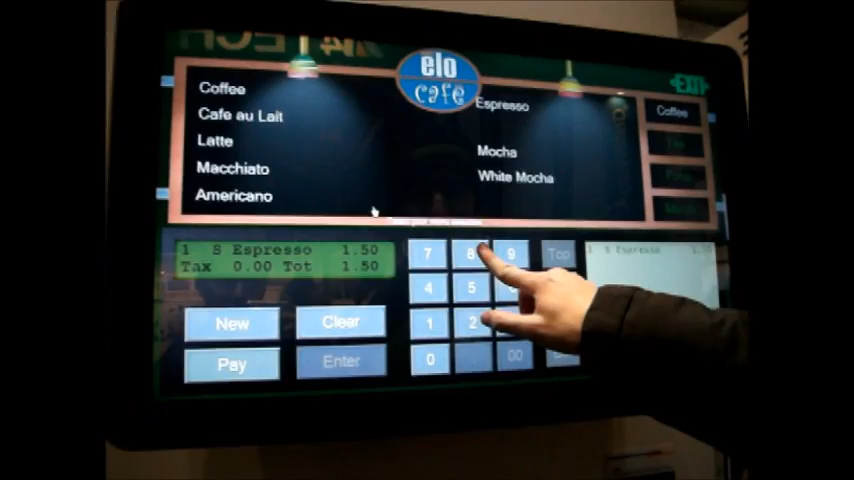 elo
cafe
EXIT
Coffee
Cafe au Lait
Latte
Macchiato
Americano
Espresso
Mocha
White Mocha
Coffee
1 S Espresso 1.50
Tax 0.00 Tot 1.50
7 8 9 Top
4 5
1 2
0 00
New Clear
Pay Enter
1 S Espresso